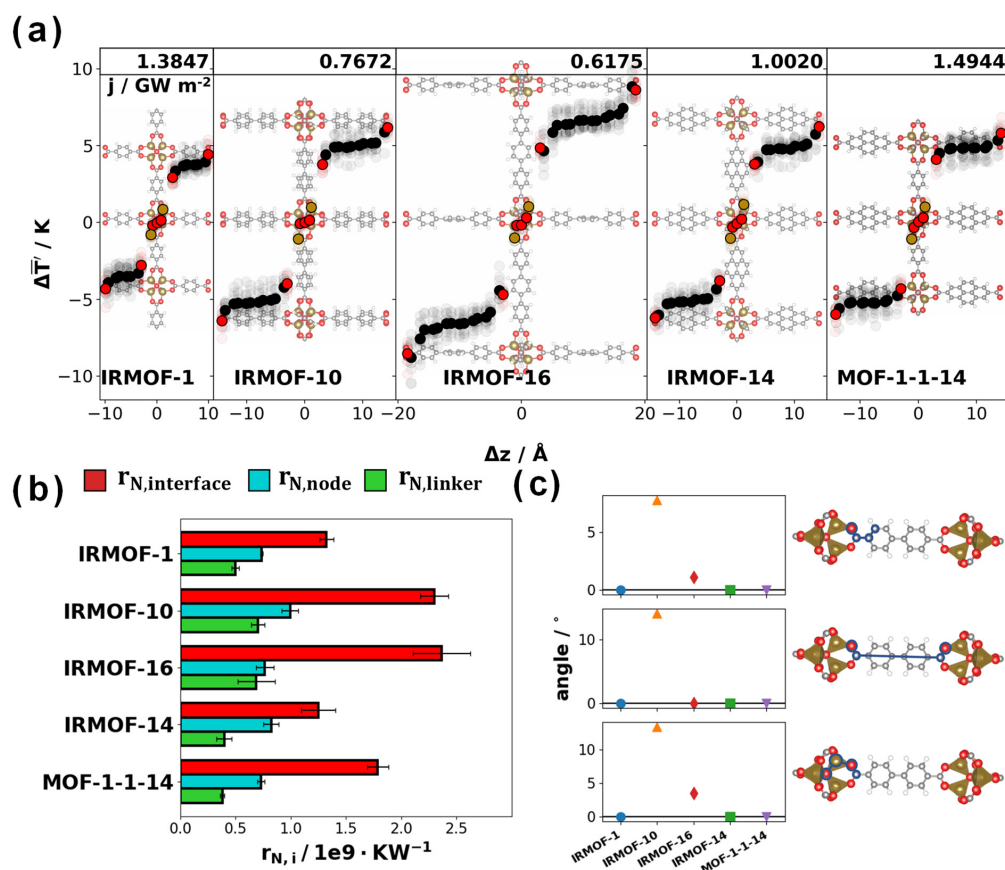 (a)
1.3847 0.7672 0.6175 1.0020 1.4944
j / GW m⁻²
10
5
0
−5
−10
ΔT̿′ / K
IRMOF-1 IRMOF-10 IRMOF-16 IRMOF-14 MOF-1-1-14
−10 0 10 −10 0 10 −20 0 20 −10 0 10 −10 0 10
Δz / Å
(b)
r_N,interface r_N,node r_N,linker
IRMOF-1
IRMOF-10
IRMOF-16
IRMOF-14
MOF-1-1-14
0.0 0.5 1.0 1.5 2.0 2.5
r_N, i / 1e9 · KW⁻¹
(c)
5
0
10
0
10
5
0
angle / °
IRMOF-1
IRMOF-10
IRMOF-16
IRMOF-14
MOF-1-1-14